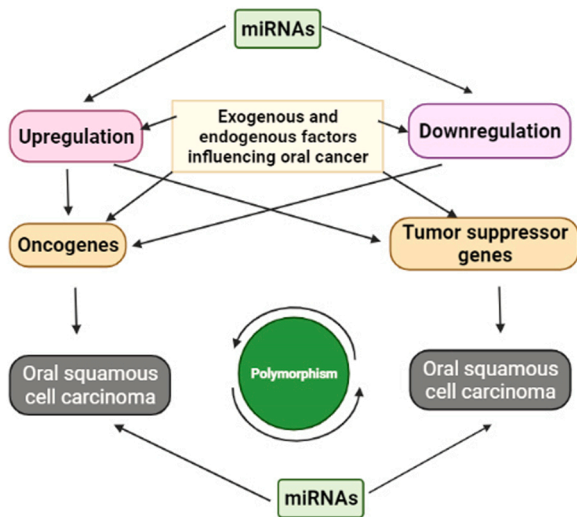 miRNAs
Upregulation
Exogenous and
endogenous factors
influencing oral cancer
Downregulation
Oncogenes
Tumor suppressor
genes
Oral squamous
cell carcinoma
Polymorphism
Oral squamous
cell carcinoma
miRNAs